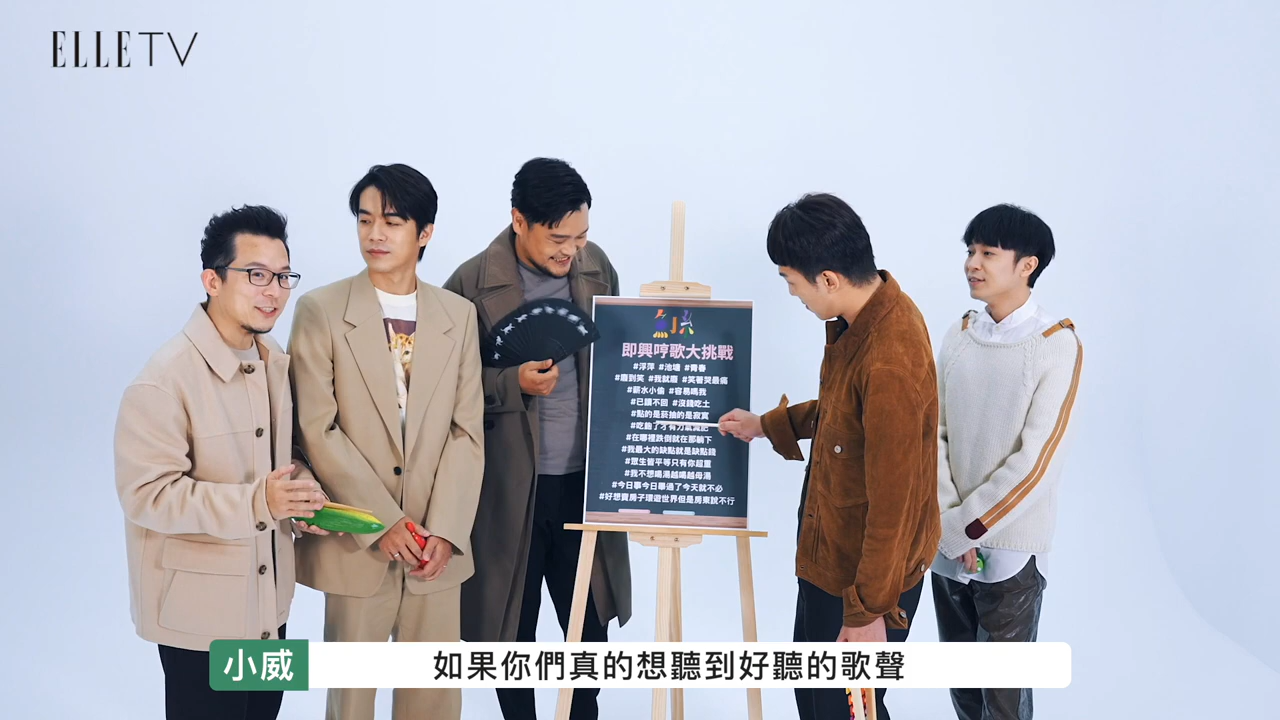 ELLE TV
即興哼歌大挑戰
#浮萍 #池塘 #青春
#癮到笑 #我就癮 #笑著哭最痛
#薪水小偷 #容易嗎我
#已讀不回 #沒錢吃土
#點的是菸抽的是寂寞
#吃飽了才有力氣減肥
#在哪裡跌倒就在那躺下
#我最大的缺點就是缺點錢
#眾生皆平等只有你超重
#我不想喝湯越喝越母湯
#今日事今日畢過了今天就不必
#好想賣房子環遊世界但是房東說不行
小威
如果你們真的想聽到好聽的歌聲